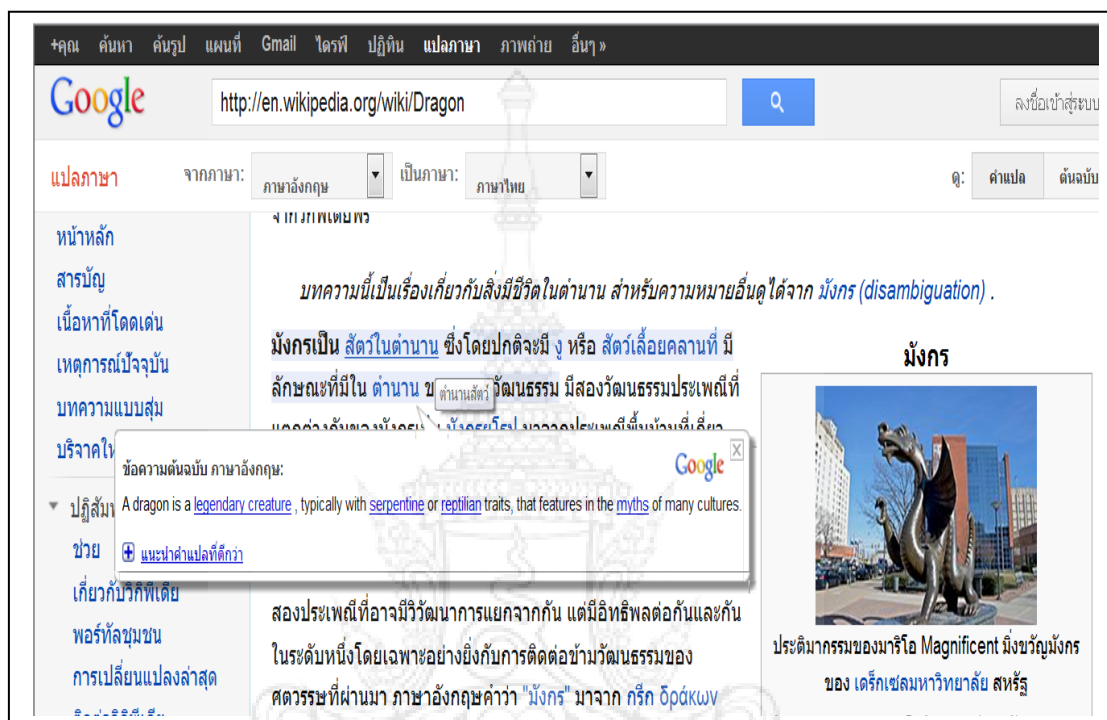 +คุณ ค้นหา ค้นรูป แผนที่ Gmail ไดรฟ์ ปฏิทิน แปลภาษา ภาพถ่าย อื่นๆ »
Google http://en.wikipedia.org/wiki/Dragon ลงชื่อเข้าสู่ระบบ
แปลภาษา จากภาษา: ภาษาอังกฤษ เป็นภาษา: ภาษาไทย ดู: คำแปล ต้นฉบับ
หน้าหลัก
สารบัญ
เนื้อหาที่โดดเด่น
เหตุการณ์ปัจจุบัน
บทความแบบสุ่ม
บริจาคให้
ปฏิสัมพ
ช่วย
เกี่ยวกับวิกิพีเดีย
พอร์ทัลชุมชน
การเปลี่ยนแปลงล่าสุด
บทความนี้เป็นเรื่องเกี่ยวกับสิ่งมีชีวิตในตำนาน สำหรับความหมายอื่นดูได้จาก มังกร (disambiguation) .
มังกรเป็น สัตว์ในตำนาน ซึ่งโดยปกติจะมี งู หรือ สัตว์เลื้อยคลานที่ มี
ลักษณะที่มีใน ตำนาน ข วัฒนธรรม มีสองวัฒนธรรมประเพณีที่
ตำนานสัตว์
ข้อความต้นฉบับ ภาษาอังกฤษ: Google
A dragon is a legendary creature , typically with serpentine or reptilian traits, that features in the myths of many cultures.
แนะนำคำแปลที่ดีกว่า
สองประเพณีที่อาจมีวิวัฒนาการแยกจากกัน แต่มีอิทธิพลต่อกันและกัน
ในระดับหนึ่งโดยเฉพาะอย่างยิ่งกับการติดต่อข้ามวัฒนธรรมของ
ศตวรรษที่ผ่านมา ภาษาอังกฤษคำว่า "มังกร" มาจาก กรีก δράκων
มังกร
ประติมากรรมของมาริโอ Magnificent มิ่งขวัญมังกร
ของ เดร็กเซลมหาวิทยาลัย สหรัฐ